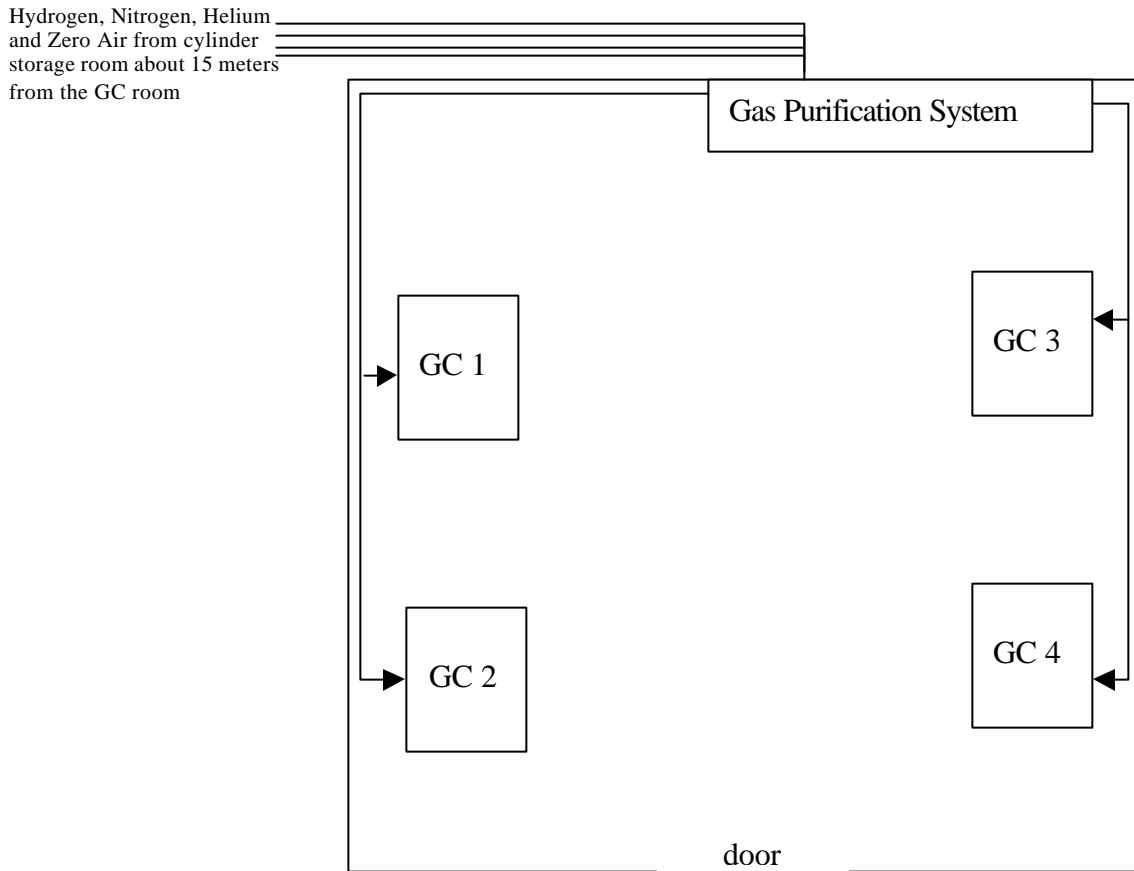 Hydrogen, Nitrogen, Helium
and Zero Air from cylinder
storage room about 15 meters
from the GC room
Gas Purification System
GC 1
GC 3
GC 2
GC 4
door